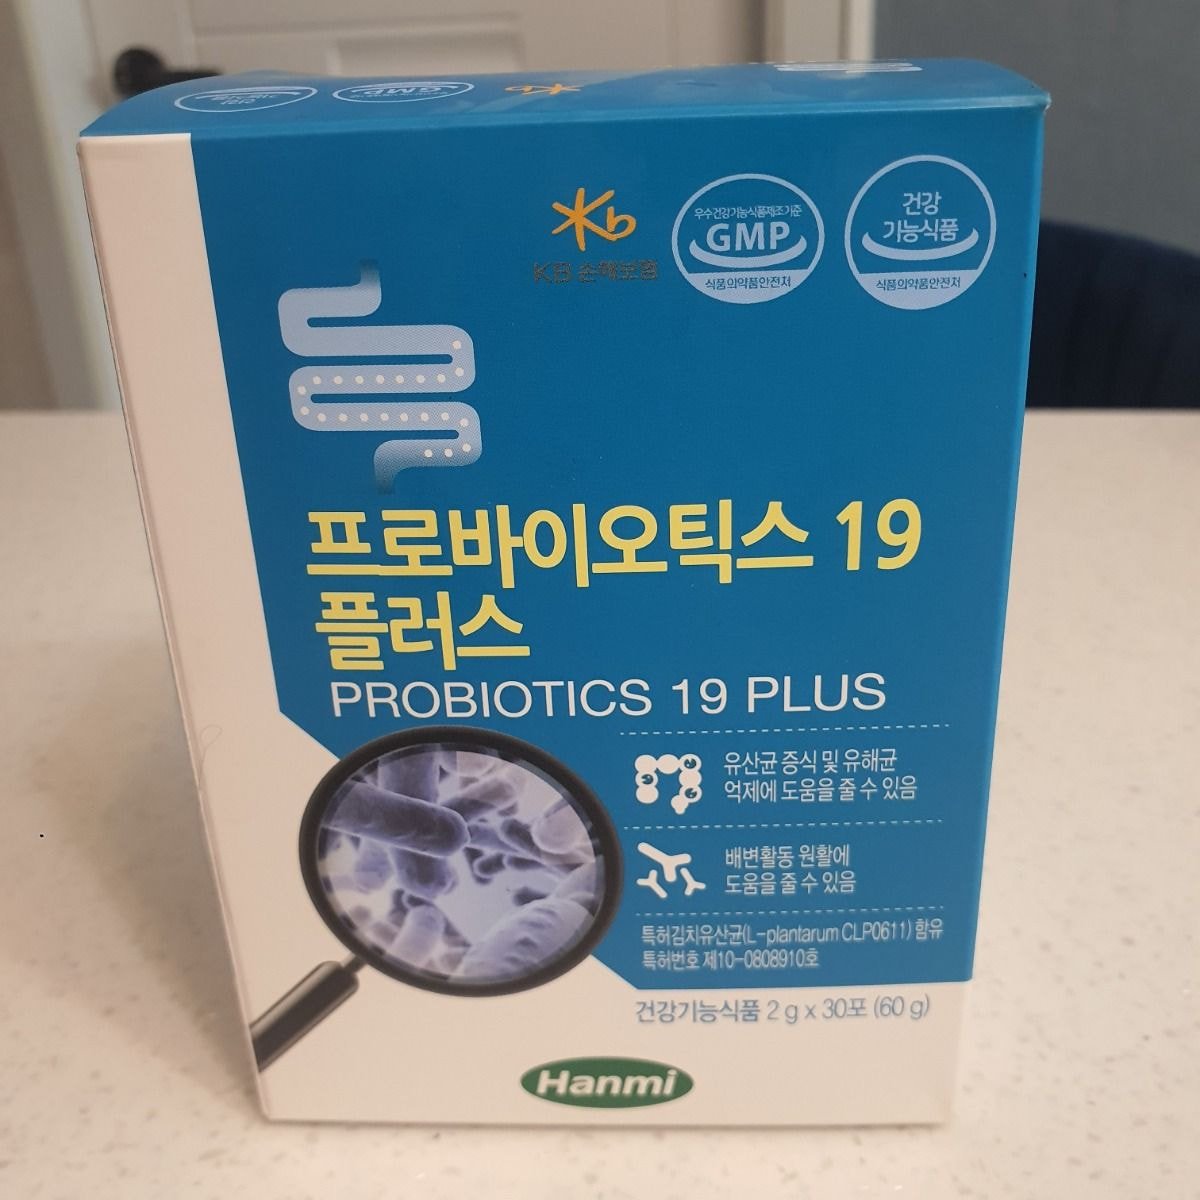 GMP
Kb
KB 손해보험
우수건강기능식품제조기준
GMP
식품의약품안전처
건강
기능식품
식품의약품안전처
프로바이오틱스 19
플러스
PROBIOTICS 19 PLUS
유산균 증식 및 유해균
억제에 도움을 줄 수 있음
배변활동 원활에
도움을 줄 수 있음
특허김치유산균(L-plantarum CLP0611) 함유
특허번호 제10-0808910호
건강기능식품 2 g x 30포 (60 g)
Hanmi